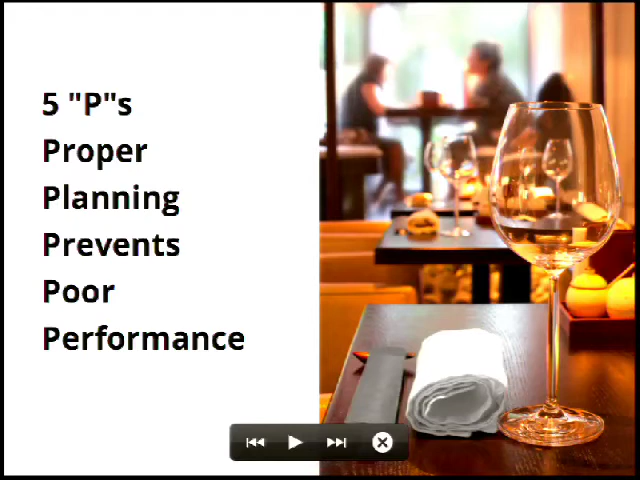 5 "P"s
Proper
Planning
Prevents
Poor
Performance